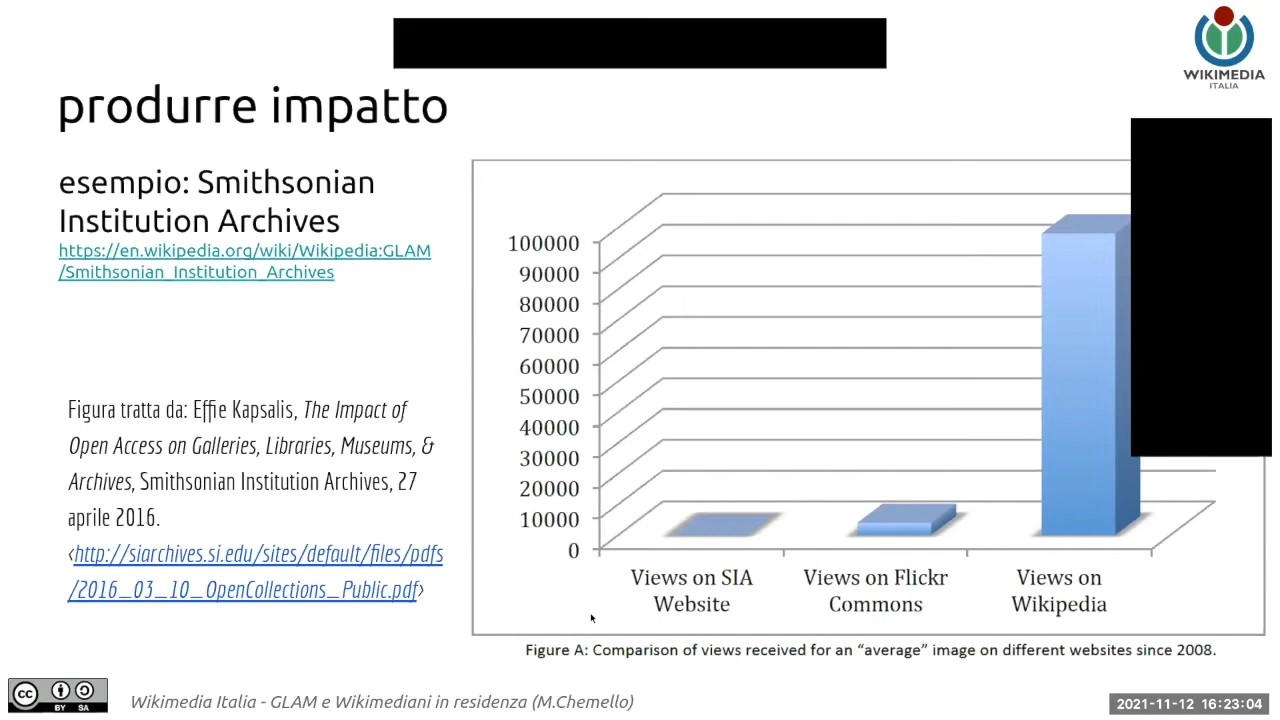 WIKIMEDIA
ITALIA
produrre impatto
esempio: Smithsonian
Institution Archives
https://en.wikipedia.org/wiki/Wikipedia:GLAM
/Smithsonian_Institution_Archives
Figura tratta da: Effie Kapsalis, The Impact of
Open Access on Galleries, Libraries, Museums, &
Archives, Smithsonian Institution Archives, 27
aprile 2016.
<http://siarchives.si.edu/sites/default/files/pdfs
/2016_03_10_OpenCollections_Public.pdf>
100000
90000
80000
70000
60000
50000
40000
30000
20000
10000
0
Views on SIA
Website
Views on Flickr
Commons
Views on
Wikipedia
Figure A: Comparison of views received for an “average” image on different websites since 2008.
cc
BY SA
Wikimedia Italia - GLAM e Wikimediani in residenza (M.Chemello)
2021-11-12 16:23:04